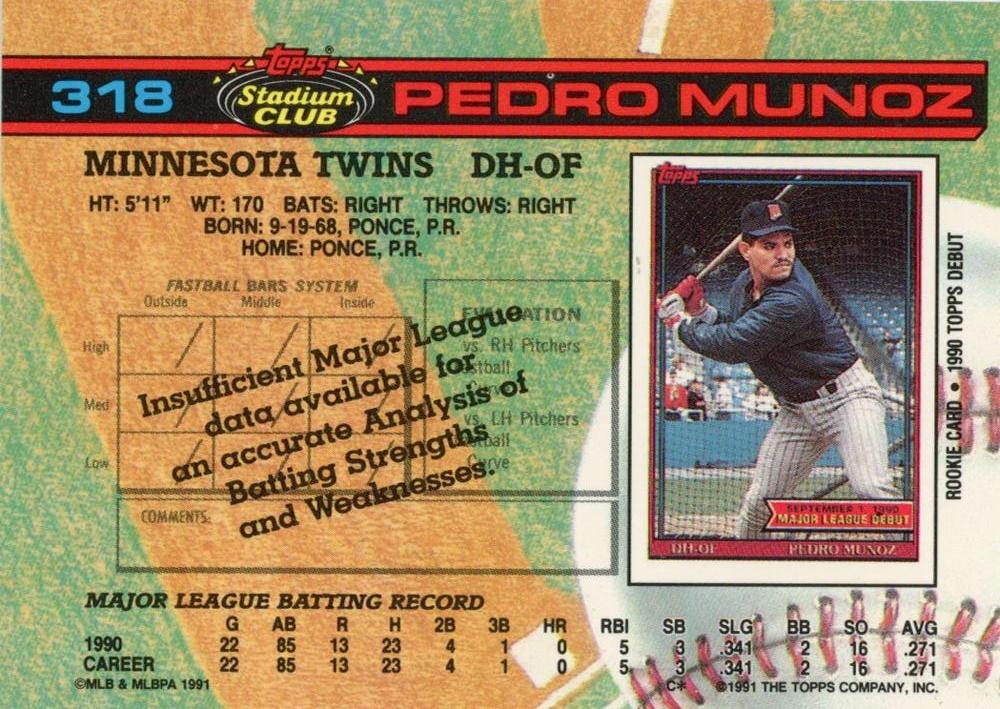 318
Topps®
Stadium
CLUB
PEDRO MUNOZ
MINNESOTA TWINS DH-OF
HT: 5'11" WT: 170 BATS: RIGHT THROWS: RIGHT
BORN: 9-19-68, PONCE, P.R.
HOME: PONCE, P.R.
FASTBALL BARS SYSTEM
Outside Middle Inside
High
Med
Low
EVALUATION
vs. RH Pitchers
Fastball
Curve
vs. LH Pitchers
Fastball
Curve
Insufficient Major League
data available for
an accurate Analysis of
Batting Strengths
and Weaknesses.
COMMENTS:
Topps
SEPTEMBER 1, 1990
MAJOR LEAGUE DEBUT
DH-OF PEDRO MUNOZ
ROOKIE CARD • 1990 TOPPS DEBUT
MAJOR LEAGUE BATTING RECORD
G AB R H 2B 3B HR RBI SB SLG BB SO AVG
1990 22 85 13 23 4 1 0 5 3 .341 2 16 .271
CAREER 22 85 13 23 4 1 0 5 3 .341 2 16 .271
©MLB & MLBPA 1991
C* ©1991 THE TOPPS COMPANY, INC.